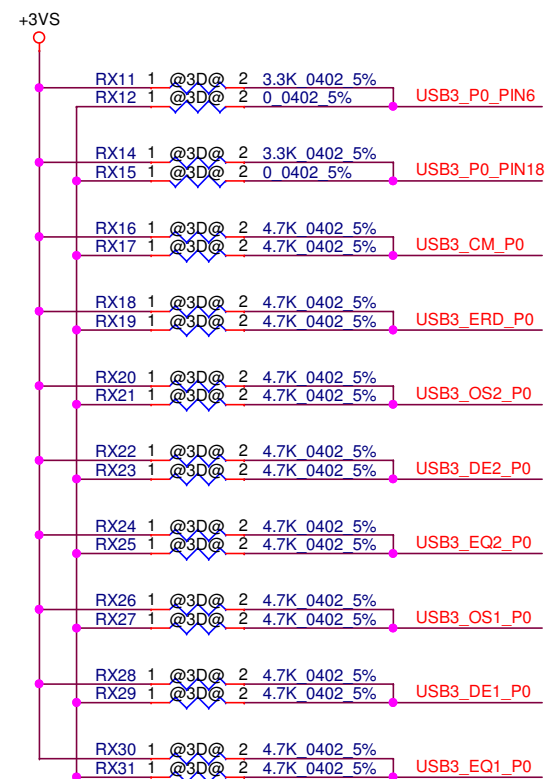 +3VS
RX11 1 @3D@ 2 3.3K_0402_5%
RX12 1 @3D@ 2 0_0402_5% USB3_P0_PIN6
RX14 1 @3D@ 2 3.3K_0402_5%
RX15 1 @3D@ 2 0_0402_5% USB3_P0_PIN18
RX16 1 @3D@ 2 4.7K_0402_5%
RX17 1 @3D@ 2 4.7K_0402_5% USB3_CM_P0
RX18 1 @3D@ 2 4.7K_0402_5%
RX19 1 @3D@ 2 4.7K_0402_5% USB3_ERD_P0
RX20 1 @3D@ 2 4.7K_0402_5%
RX21 1 @3D@ 2 4.7K_0402_5% USB3_OS2_P0
RX22 1 @3D@ 2 4.7K_0402_5%
RX23 1 @3D@ 2 4.7K_0402_5% USB3_DE2_P0
RX24 1 @3D@ 2 4.7K_0402_5%
RX25 1 @3D@ 2 4.7K_0402_5% USB3_EQ2_P0
RX26 1 @3D@ 2 4.7K_0402_5%
RX27 1 @3D@ 2 4.7K_0402_5% USB3_OS1_P0
RX28 1 @3D@ 2 4.7K_0402_5%
RX29 1 @3D@ 2 4.7K_0402_5% USB3_DE1_P0
RX30 1 @3D@ 2 4.7K_0402_5%
RX31 1 @3D@ 2 4.7K_0402_5% USB3_EQ1_P0